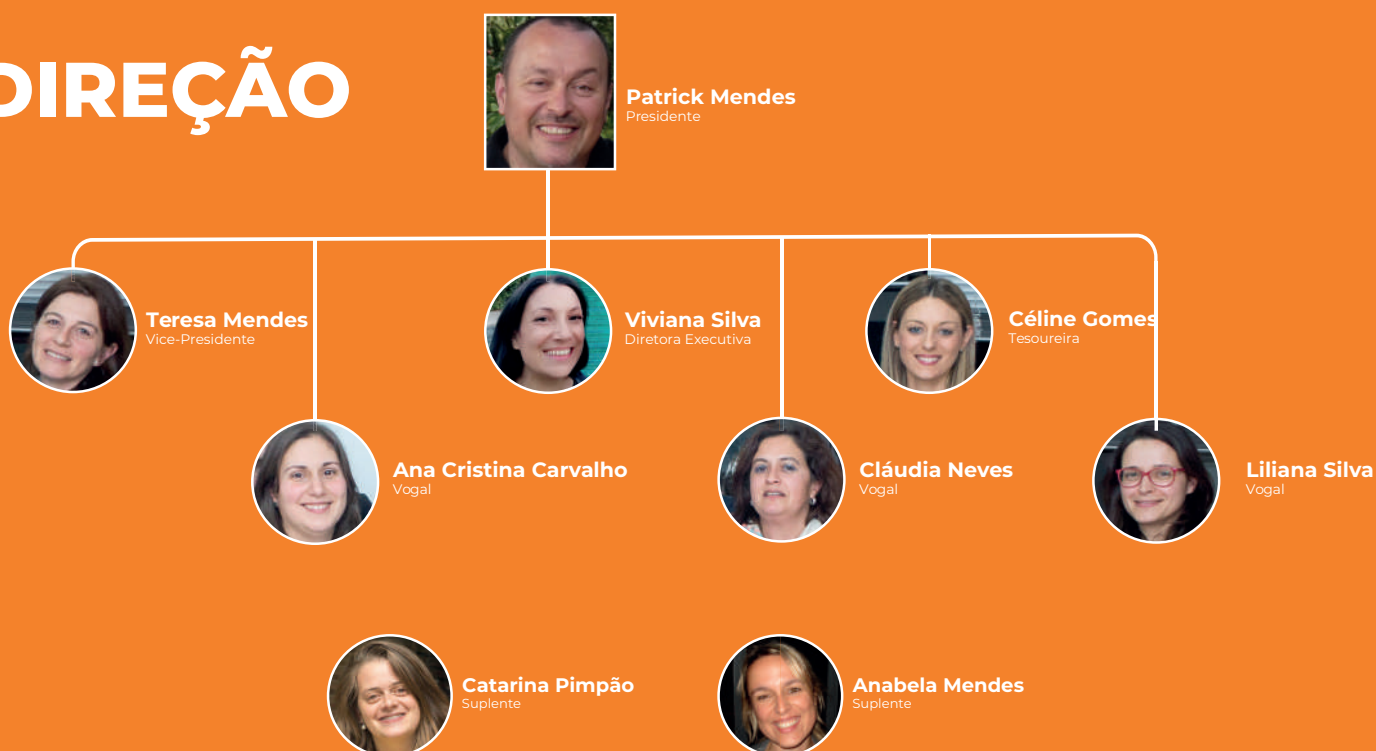 DIREÇÃO
Patrick Mendes
Presidente
Teresa Mendes
Vice-Presidente
Viviana Silva
Diretora Executiva
Céline Gomes
Tesoureira
Ana Cristina Carvalho
Vogal
Cláudia Neves
Vogal
Liliana Silva
Vogal
Catarina Pimpão
Suplente
Anabela Mendes
Suplente